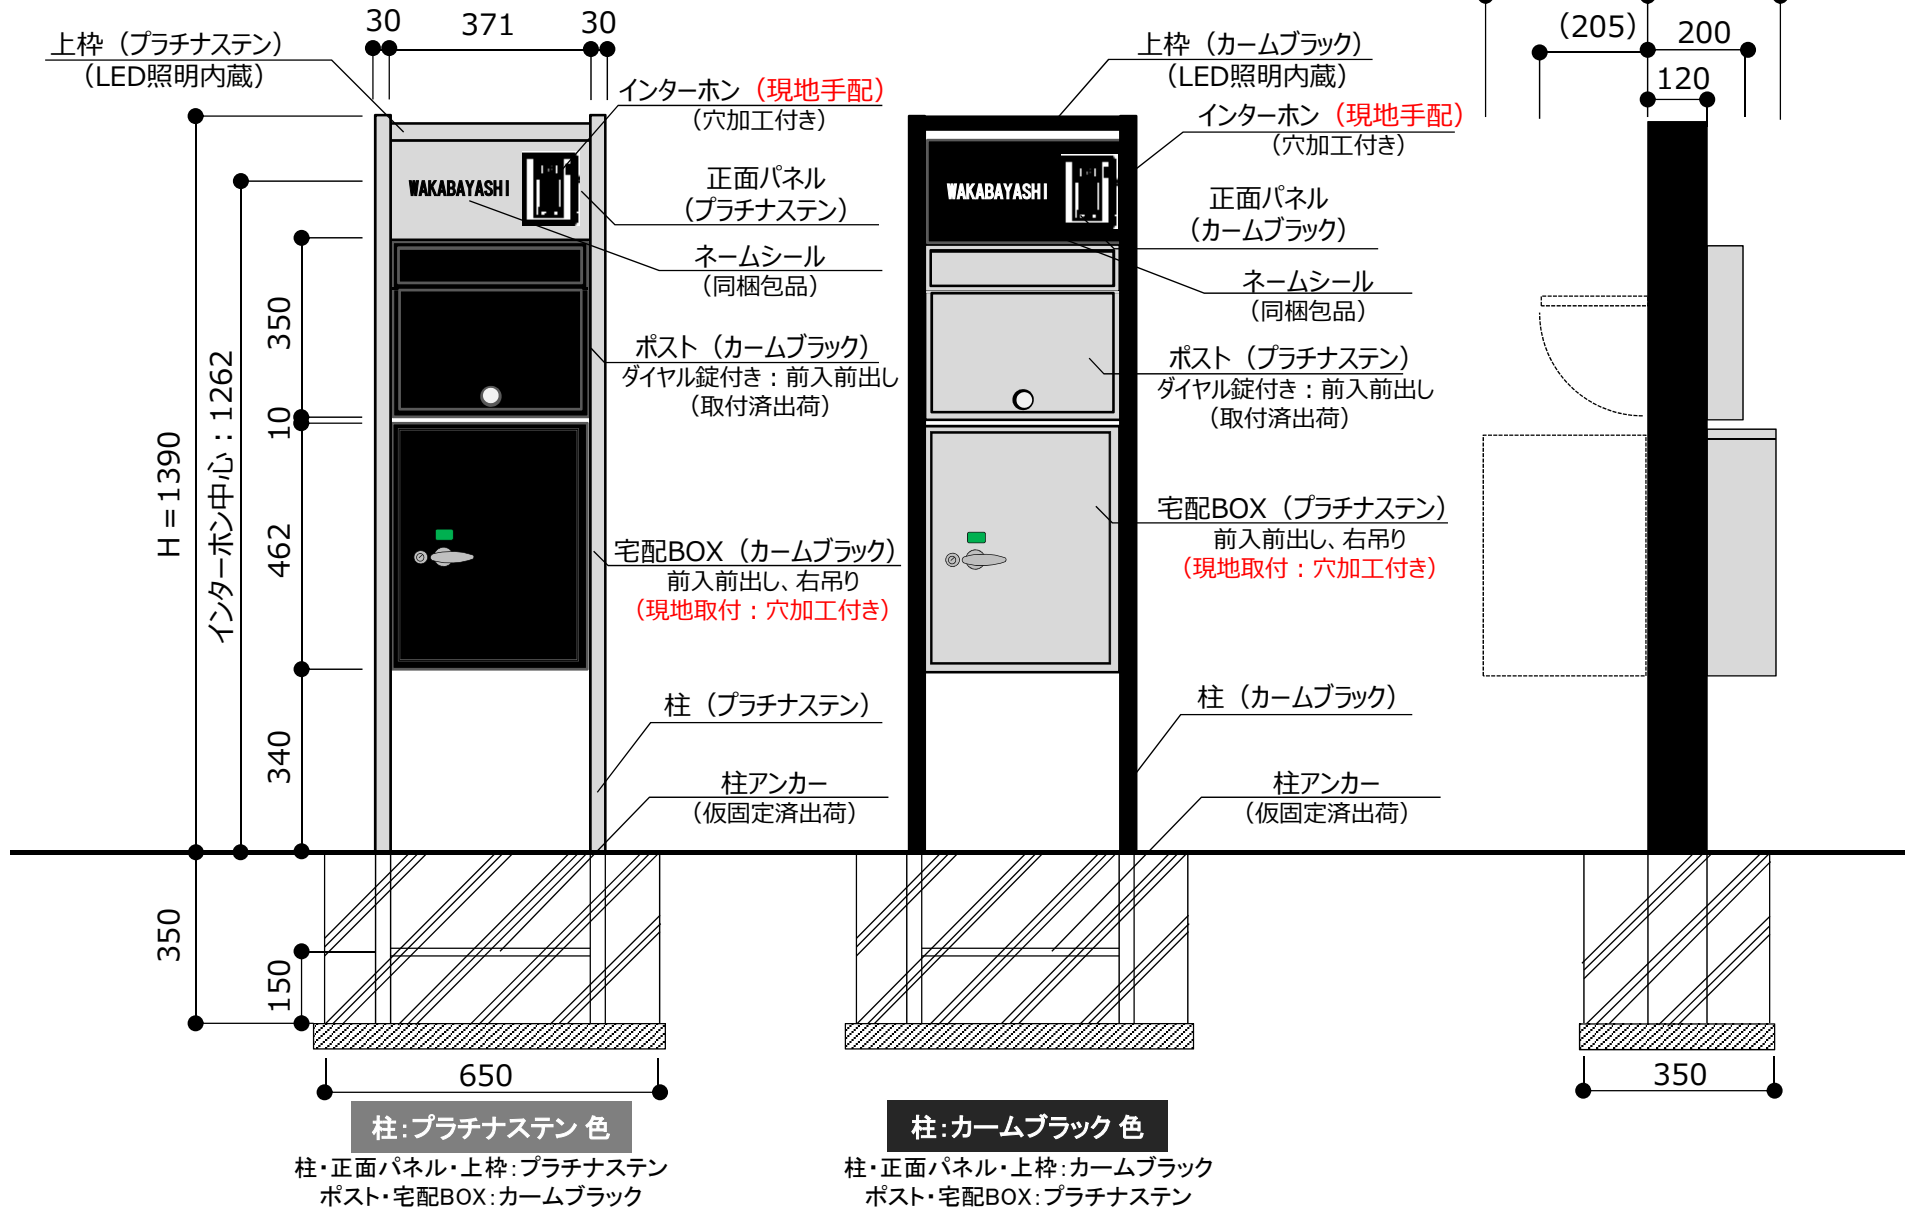 30
371
30
上枠（プラチナステン）
（LED照明内蔵）
インターホン（現地手配）
（穴加工付き）
WAKABAYASHI
正面パネル
（プラチナステン）
ネームシール
（同梱包品）
ポスト（カームブラック）
ダイヤル錠付き：前入前出し
（取付済出荷）
宅配BOX（カームブラック）
前入前出し、右吊り
（現地取付：穴加工付き）
柱（プラチナステン）
柱アンカー
（仮固定済出荷）
H＝1390
インターホン中心：1262
350
10
462
340
350
150
650
柱：プラチナステン 色
柱・正面パネル・上枠：プラチナステン
ポスト・宅配BOX：カームブラック
上枠（カームブラック）
（LED照明内蔵）
インターホン（現地手配）
（穴加工付き）
WAKABAYASHI
正面パネル
（カームブラック）
ネームシール
（同梱包品）
ポスト（プラチナステン）
ダイヤル錠付き：前入前出し
（取付済出荷）
宅配BOX（プラチナステン）
前入前出し、右吊り
（現地取付：穴加工付き）
柱（カームブラック）
柱アンカー
（仮固定済出荷）
柱：カームブラック 色
柱・正面パネル・上枠：カームブラック
ポスト・宅配BOX：プラチナステン
（205）
200
120
350